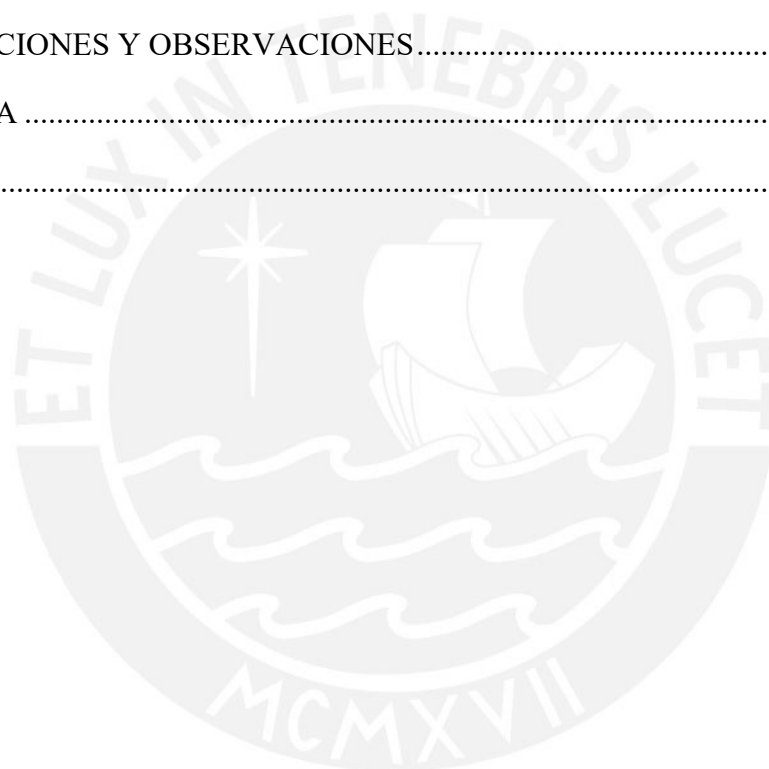 CIONES Y OBSERVACIONES................................................
A ................................................................................................
................................................................................................
ET LUX IN TENEBRIS LUCET
MCMXVII